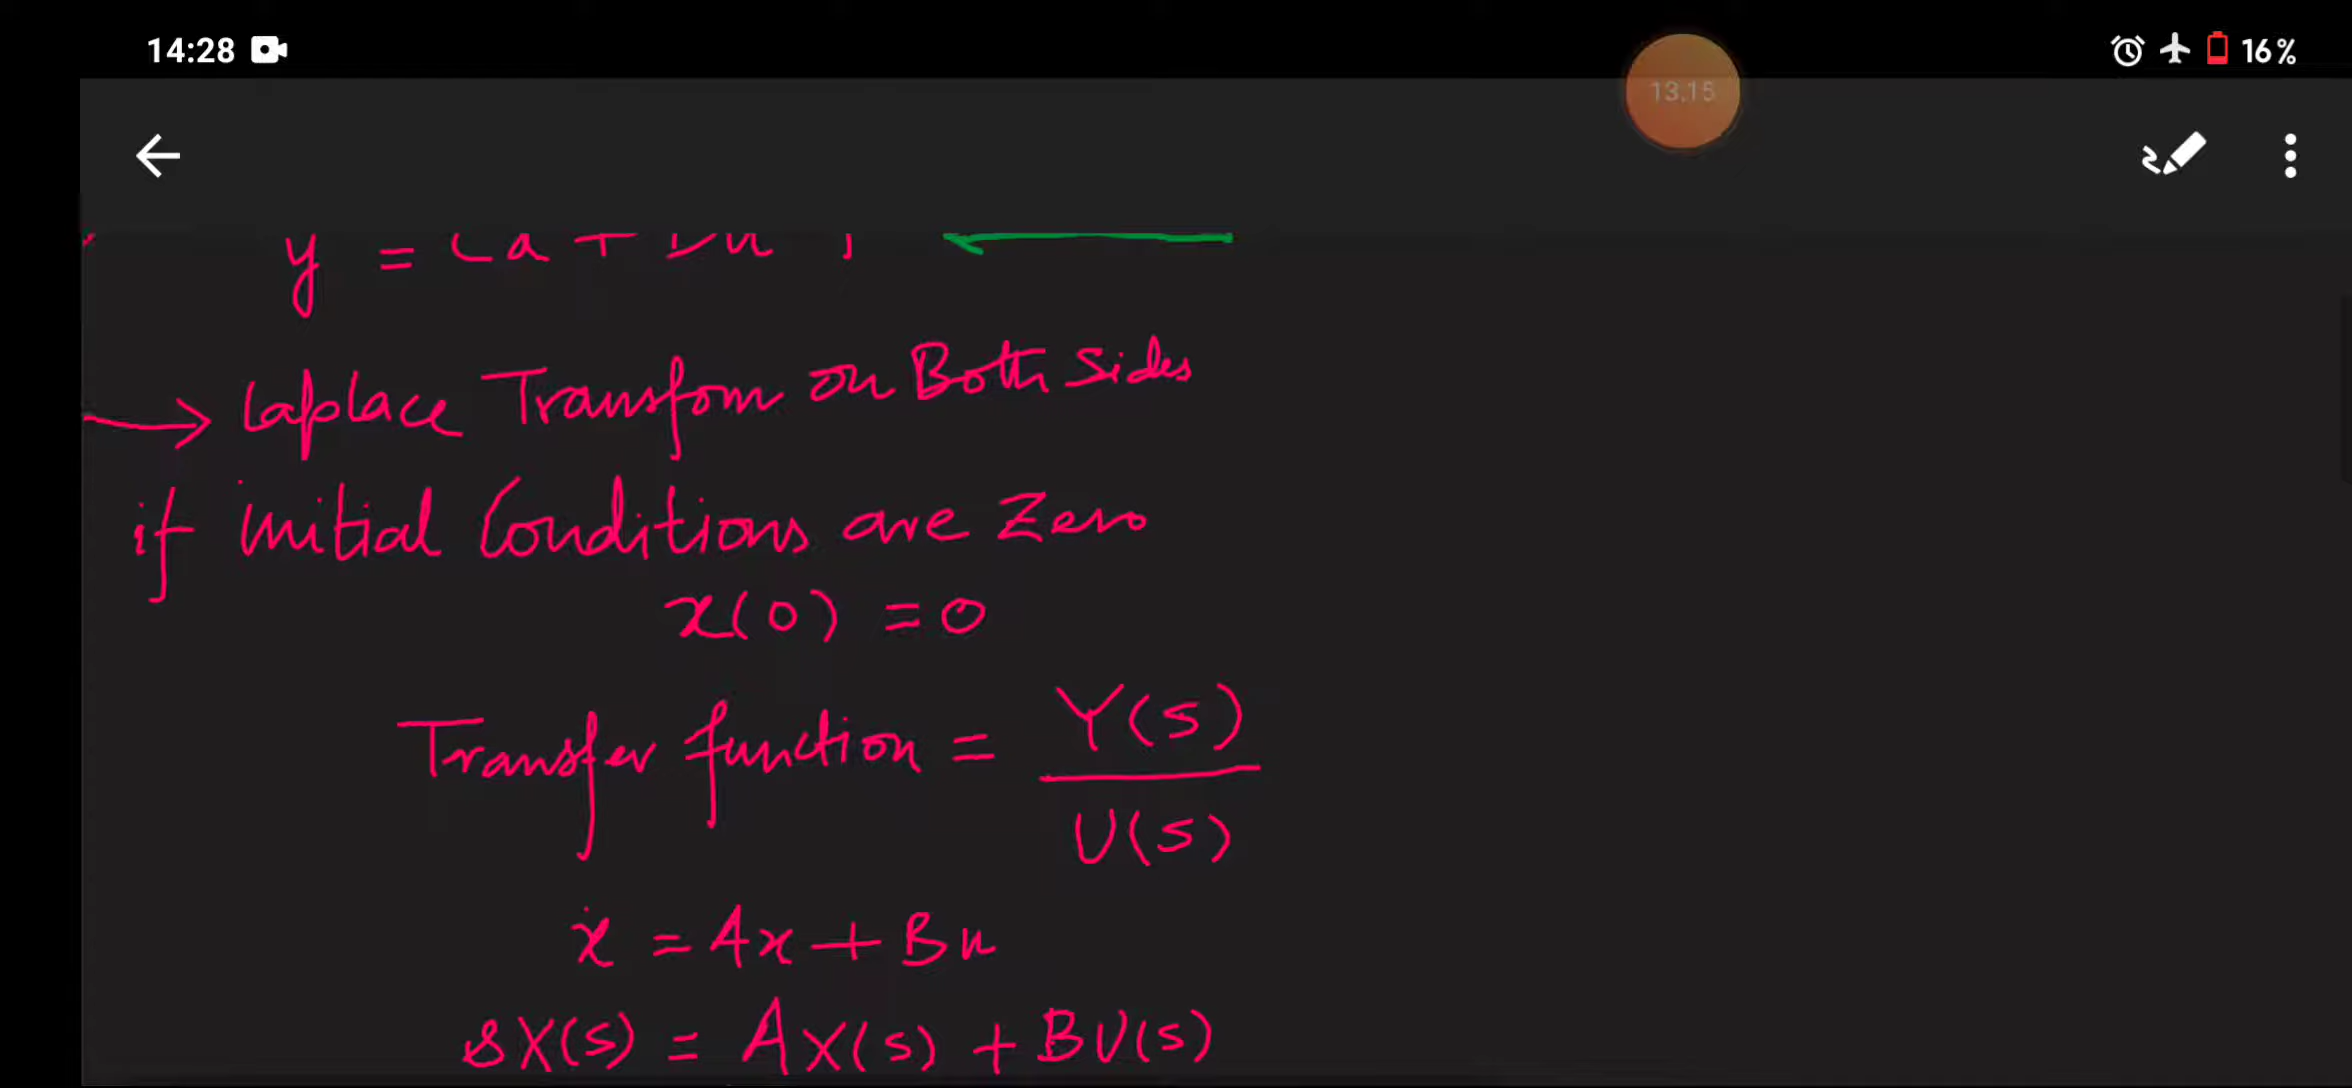 14:28
13:15
16%
y =
→ Laplace Transfom on Both Sides
if initial Conditions are Zero
x(0) = 0
Transfer function = Y(s)
U(s)
ẋ = Ax + Bu
sX(s) = AX(s) + BU(s)